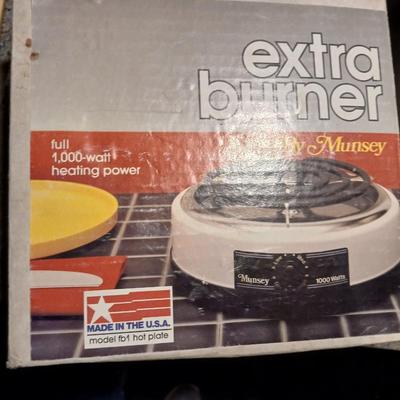 extra
burner
By Munsey
full
1,000-watt
heating power
Munsey
1000 Watts
MADE IN THE U.S.A.
model fb1 hot plate